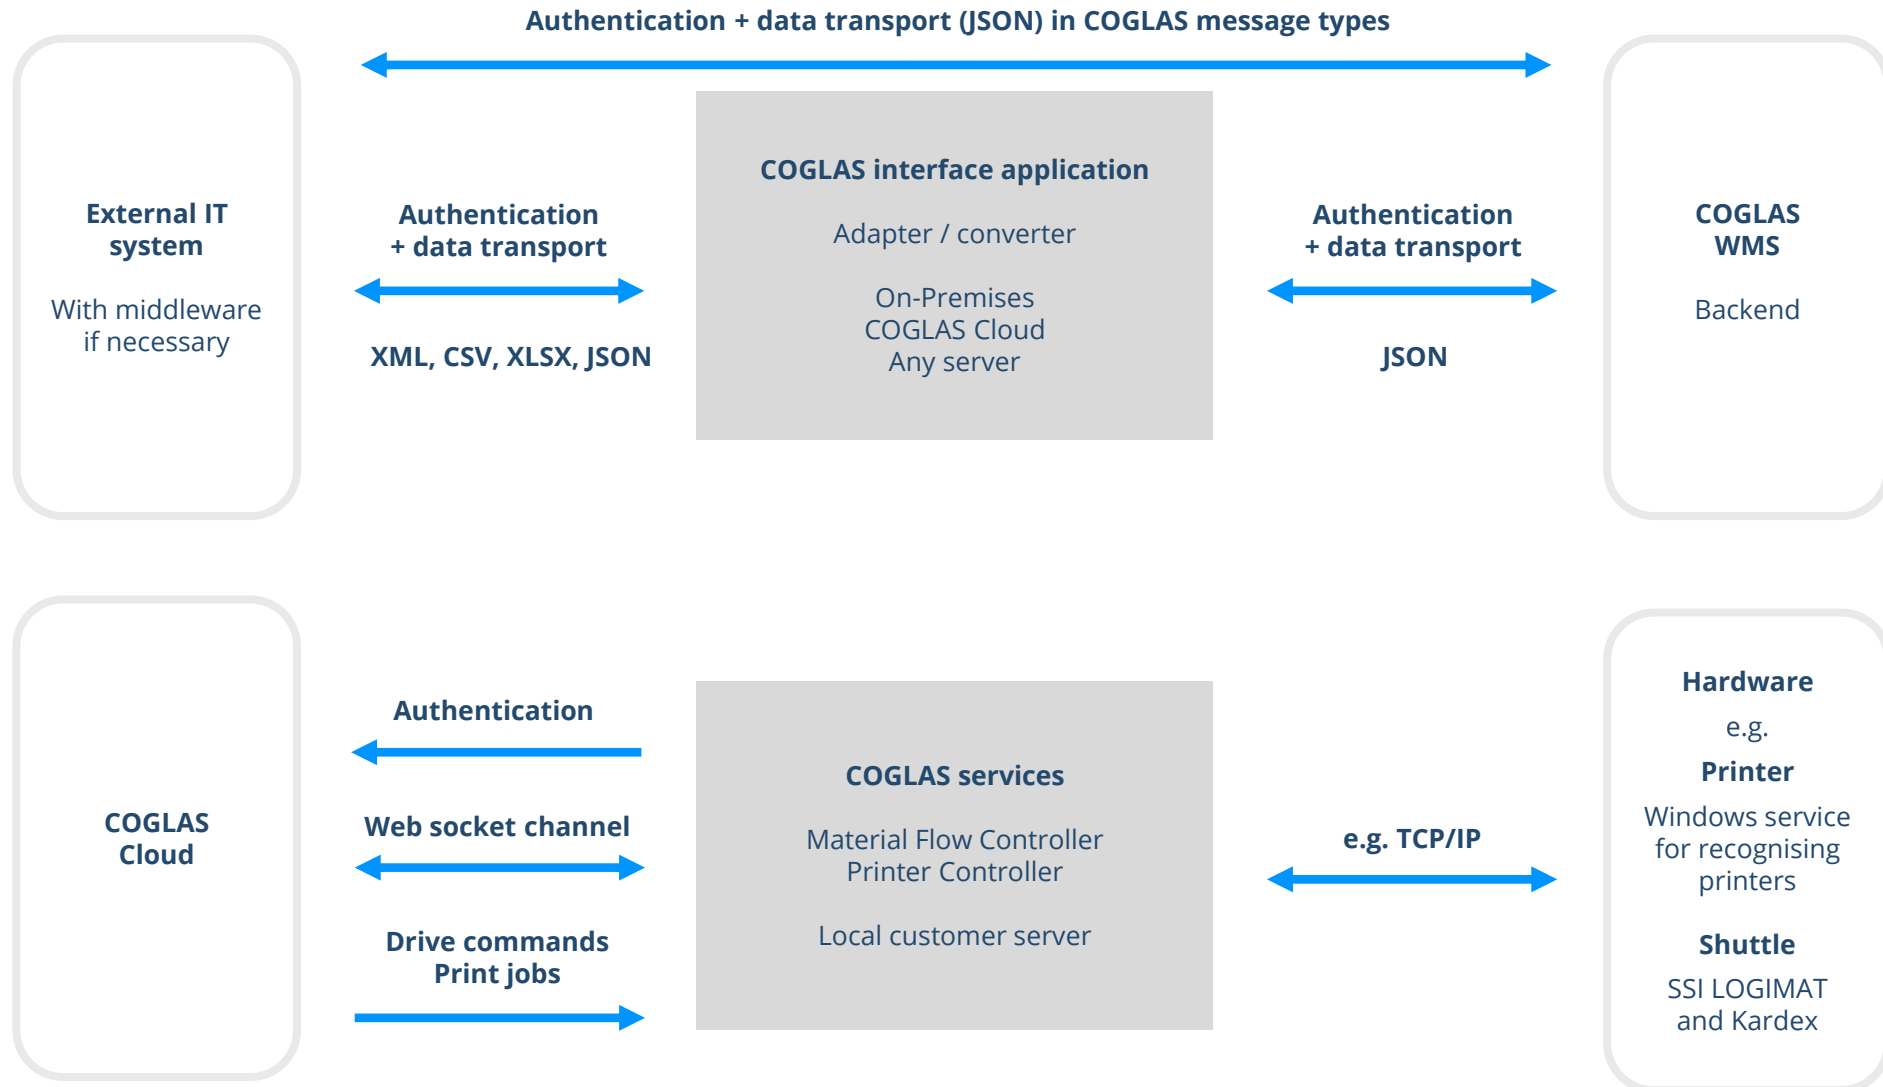 Authentication + data transport (JSON) in COGLAS message types
External IT
system
With middleware
if necessary
Authentication
+ data transport
XML, CSV, XLSX, JSON
COGLAS interface application
Adapter / converter
On-Premises
COGLAS Cloud
Any server
Authentication
+ data transport
JSON
COGLAS
WMS
Backend
COGLAS
Cloud
Authentication
Web socket channel
Drive commands
Print jobs
COGLAS services
Material Flow Controller
Printer Controller
Local customer server
e.g. TCP/IP
Hardware
e.g.
Printer
Windows service
for recognising
printers
Shuttle
SSI LOGIMAT
and Kardex